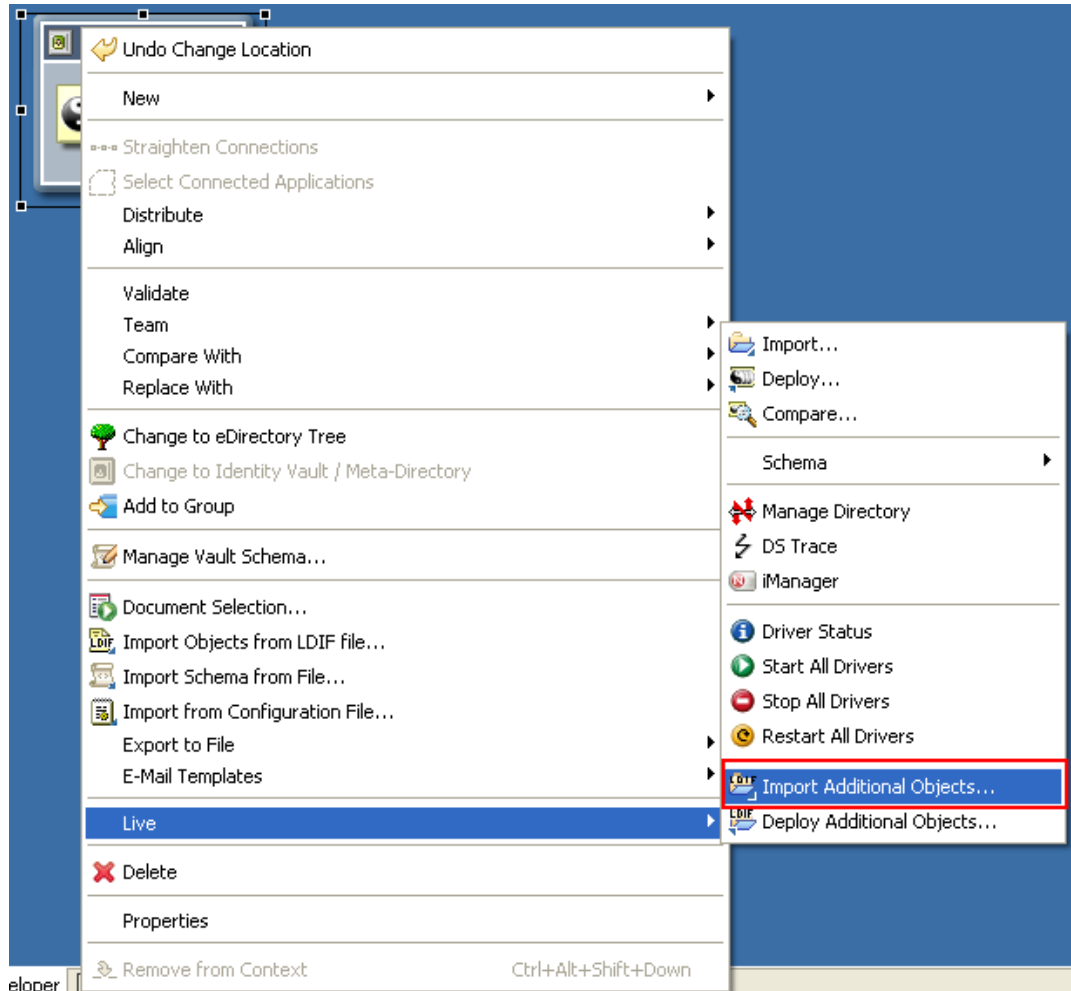 Undo Change Location
New
Straighten Connections
Select Connected Applications
Distribute
Align
Validate
Team
Compare With
Replace With
Change to eDirectory Tree
Change to Identity Vault / Meta-Directory
Add to Group
Manage Vault Schema...
Document Selection...
LDIF Import Objects from LDIF file...
Import Schema from File...
Import from Configuration File...
Export to File
E-Mail Templates
Live
Delete
Properties
Remove from Context Ctrl+Alt+Shift+Down
Import...
Deploy...
Compare...
Schema
Manage Directory
DS Trace
N iManager
Driver Status
Start All Drivers
Stop All Drivers
Restart All Drivers
LDIF Import Additional Objects...
LDIF Deploy Additional Objects...
eloper